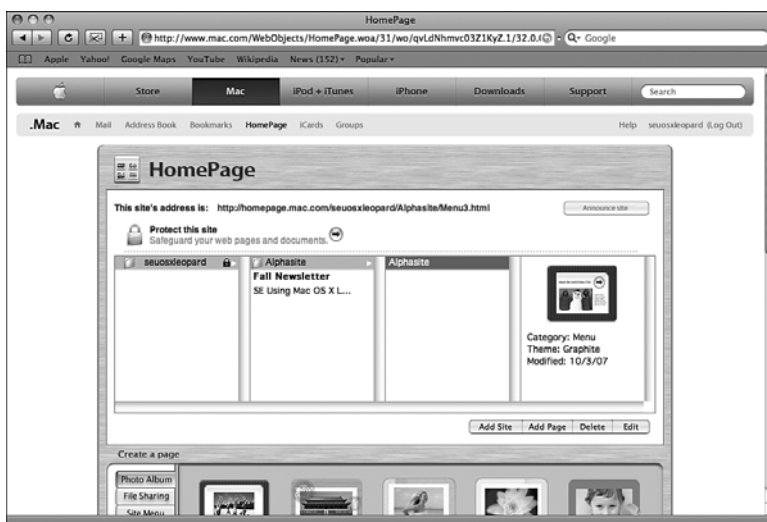 HomePage
http://www.mac.com/WebObjects/HomePage.woa/31/wo/qvLdNhmvc03Z1KyZ.1/32.0.( Google
Apple Yahoo! Google Maps YouTube Wikipedia News (152) Popular
Store Mac iPod + iTunes iPhone Downloads Support Search
.Mac Mail Address Book Bookmarks HomePage iCards Groups Help seuosxleopard (Log Out)
HomePage
This site's address is: http://homepage.mac.com/seuosxleopard/Alphasite/Menu3.html Announce site
Protect this site
Safeguard your web pages and documents.
seuosxleopard Alphasite Alphasite
Fall Newsletter
SE Using Mac OS X L...
Category: Menu
Theme: Graphite
Modified: 10/3/07
Add Site Add Page Delete Edit
Create a page
Photo Album
File Sharing
Site Menu